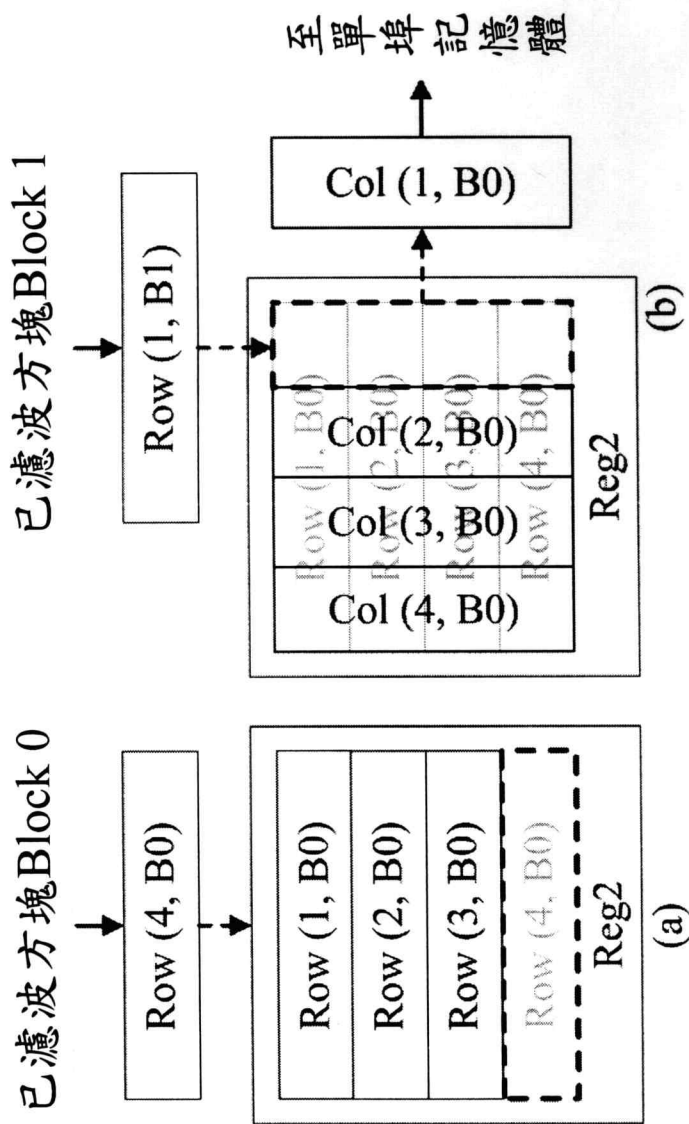 已濾波方塊Block 0
Row (4, B0)
Row (1, B0)
Row (2, B0)
Row (3, B0)
Row (4, B0)
Reg2
(a)
已濾波方塊Block 1
Row (1, B1)
Row (1, B0)
Row (2, B0)
Row (3, B0)
Row (4, B0)
Col (4, B0)
Col (3, B0)
Col (2, B0)
Reg2
Col (1, B0)
至單埠記憶體
(b)